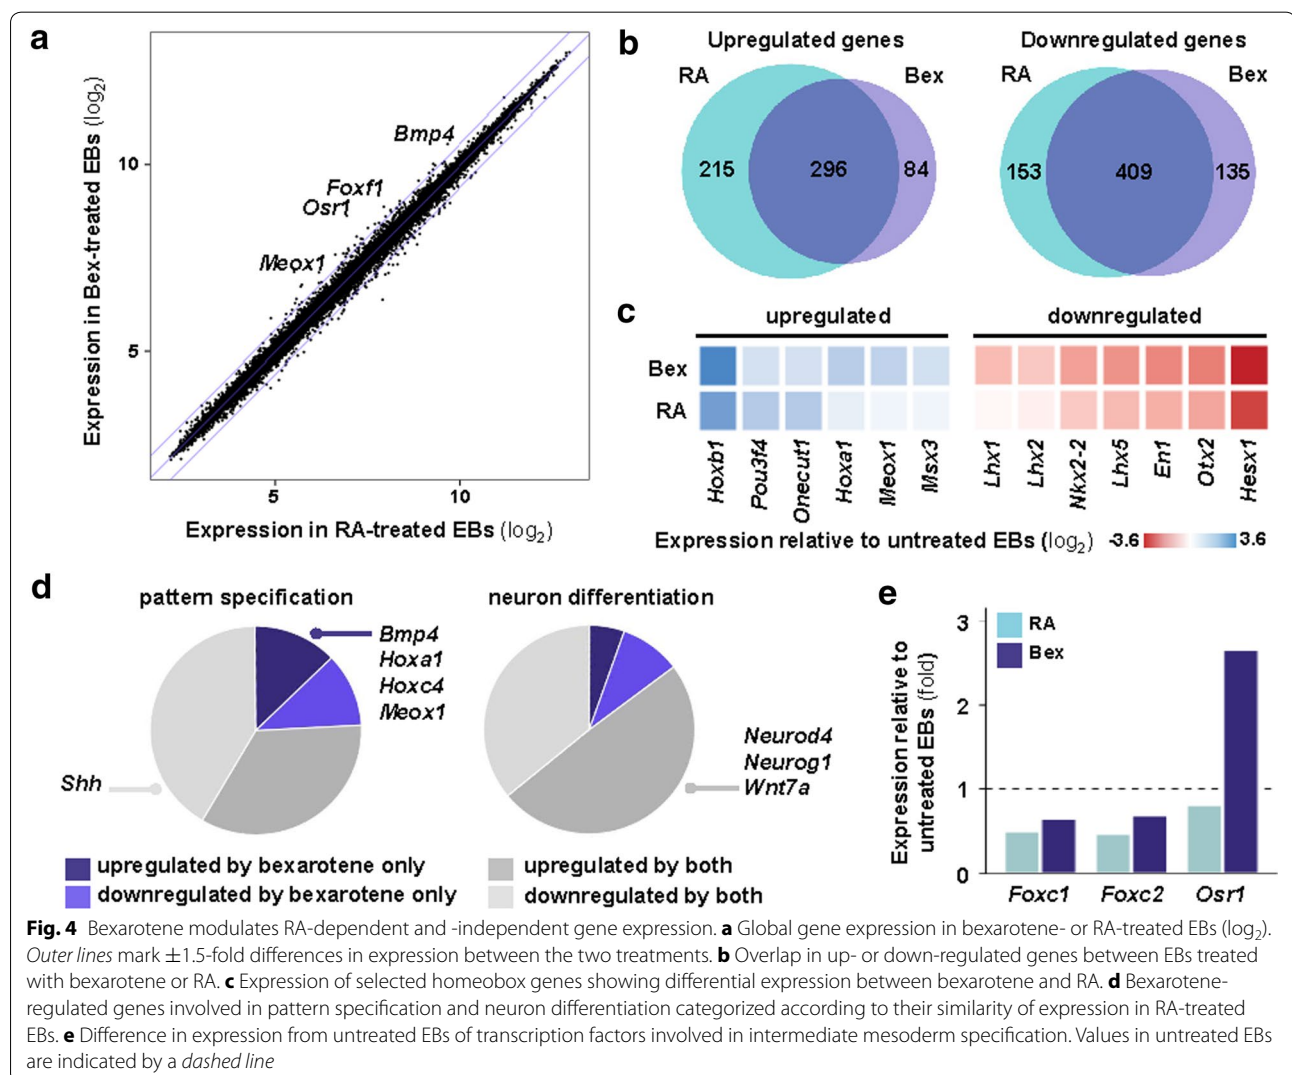 a
Expression in Bex-treated EBs (log2)
10
5
Bmp4
Foxf1
Osr1
Meox1
5
10
Expression in RA-treated EBs (log2)
b
Upregulated genes
RA
Bex
215
296
84
Downregulated genes
RA
Bex
153
409
135
c
upregulated
downregulated
Bex
RA
Hoxb1
Pou3f4
Onecut1
Hoxa1
Meox1
Msx3
Lhx1
Lhx2
Nkx2-2
Lhx5
En1
Otx2
Hesx1
Expression relative to untreated EBs (log2) -3.6 3.6
d
pattern specification
Bmp4
Hoxa1
Hoxc4
Meox1
Shh
neuron differentiation
Neurod4
Neurog1
Wnt7a
upregulated by bexarotene only
downregulated by bexarotene only
upregulated by both
downregulated by both
e
Expression relative to
untreated EBs (fold)
3
2
1
0
RA
Bex
Foxc1
Foxc2
Osr1
Fig. 4 Bexarotene modulates RA-dependent and -independent gene expression. a Global gene expression in bexarotene- or RA-treated EBs (log2).
Outer lines mark ±1.5-fold differences in expression between the two treatments. b Overlap in up- or down-regulated genes between EBs treated
with bexarotene or RA. c Expression of selected homeobox genes showing differential expression between bexarotene and RA. d Bexarotene-
regulated genes involved in pattern specification and neuron differentiation categorized according to their similarity of expression in RA-treated
EBs. e Difference in expression from untreated EBs of transcription factors involved in intermediate mesoderm specification. Values in untreated EBs
are indicated by a dashed line